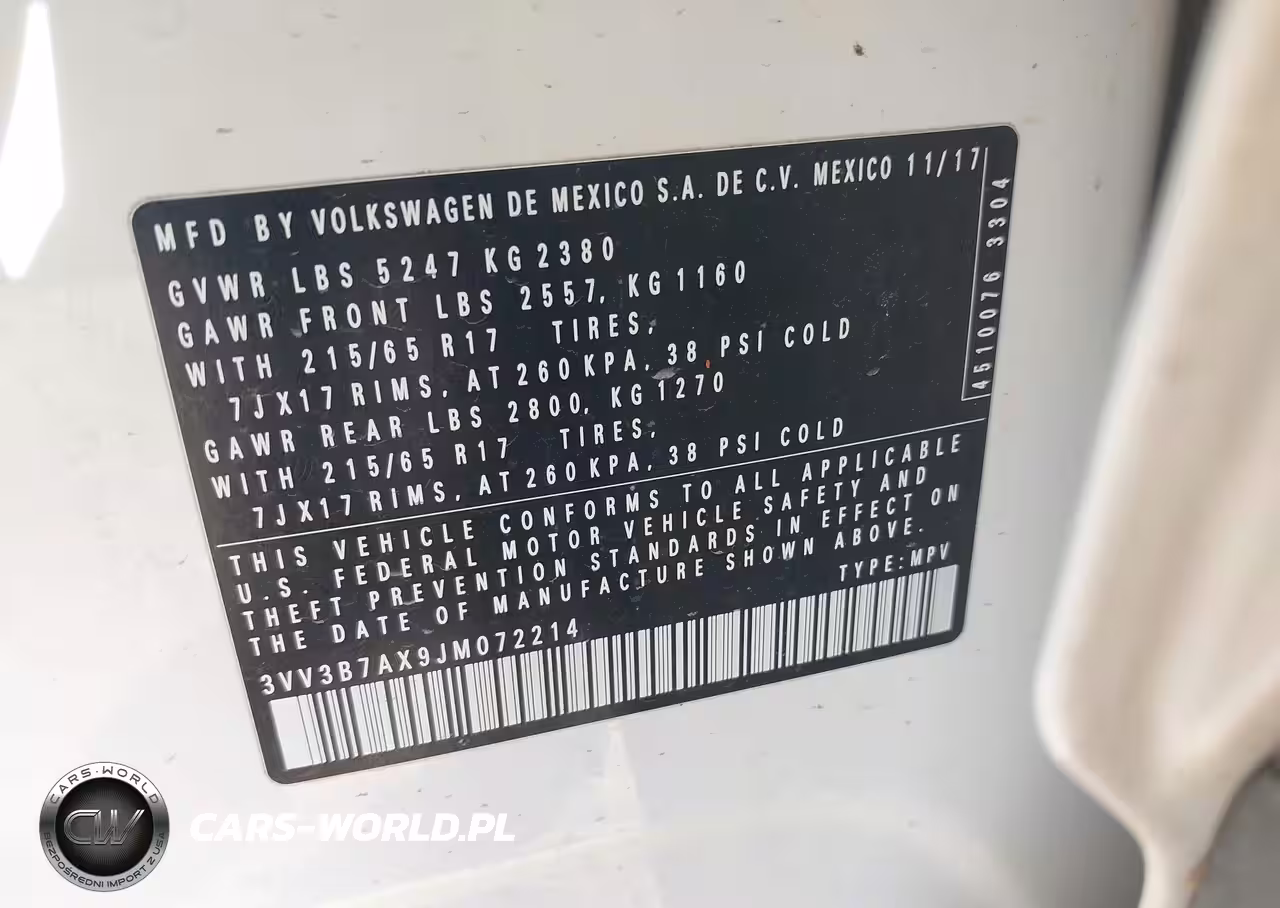 MFD BY VOLKSWAGEN DE MEXICO S.A. DE C.V. MEXICO 11/17
GVWR LBS 5247 KG 2380
GAWR FRONT LBS 2557, KG 1160
WITH 215/65 R17 TIRES,
7JX17 RIMS, AT 260 KPA, 38 PSI COLD
GAWR REAR LBS 2800, KG 1270
WITH 215/65 R17 TIRES,
7JX17 RIMS, AT 260 KPA, 38 PSI COLD
4510076 3304
THIS VEHICLE CONFORMS TO ALL APPLICABLE
U.S. FEDERAL MOTOR VEHICLE SAFETY AND
THEFT PREVENTION STANDARDS IN EFFECT ON
THE DATE OF MANUFACTURE SHOWN ABOVE.
TYPE: MPV
3VV3B7AX9JM072214
CARS-WORLD
CW
BEZPOŚREDNI IMPORT Z USA
CARS-WORLD.PL